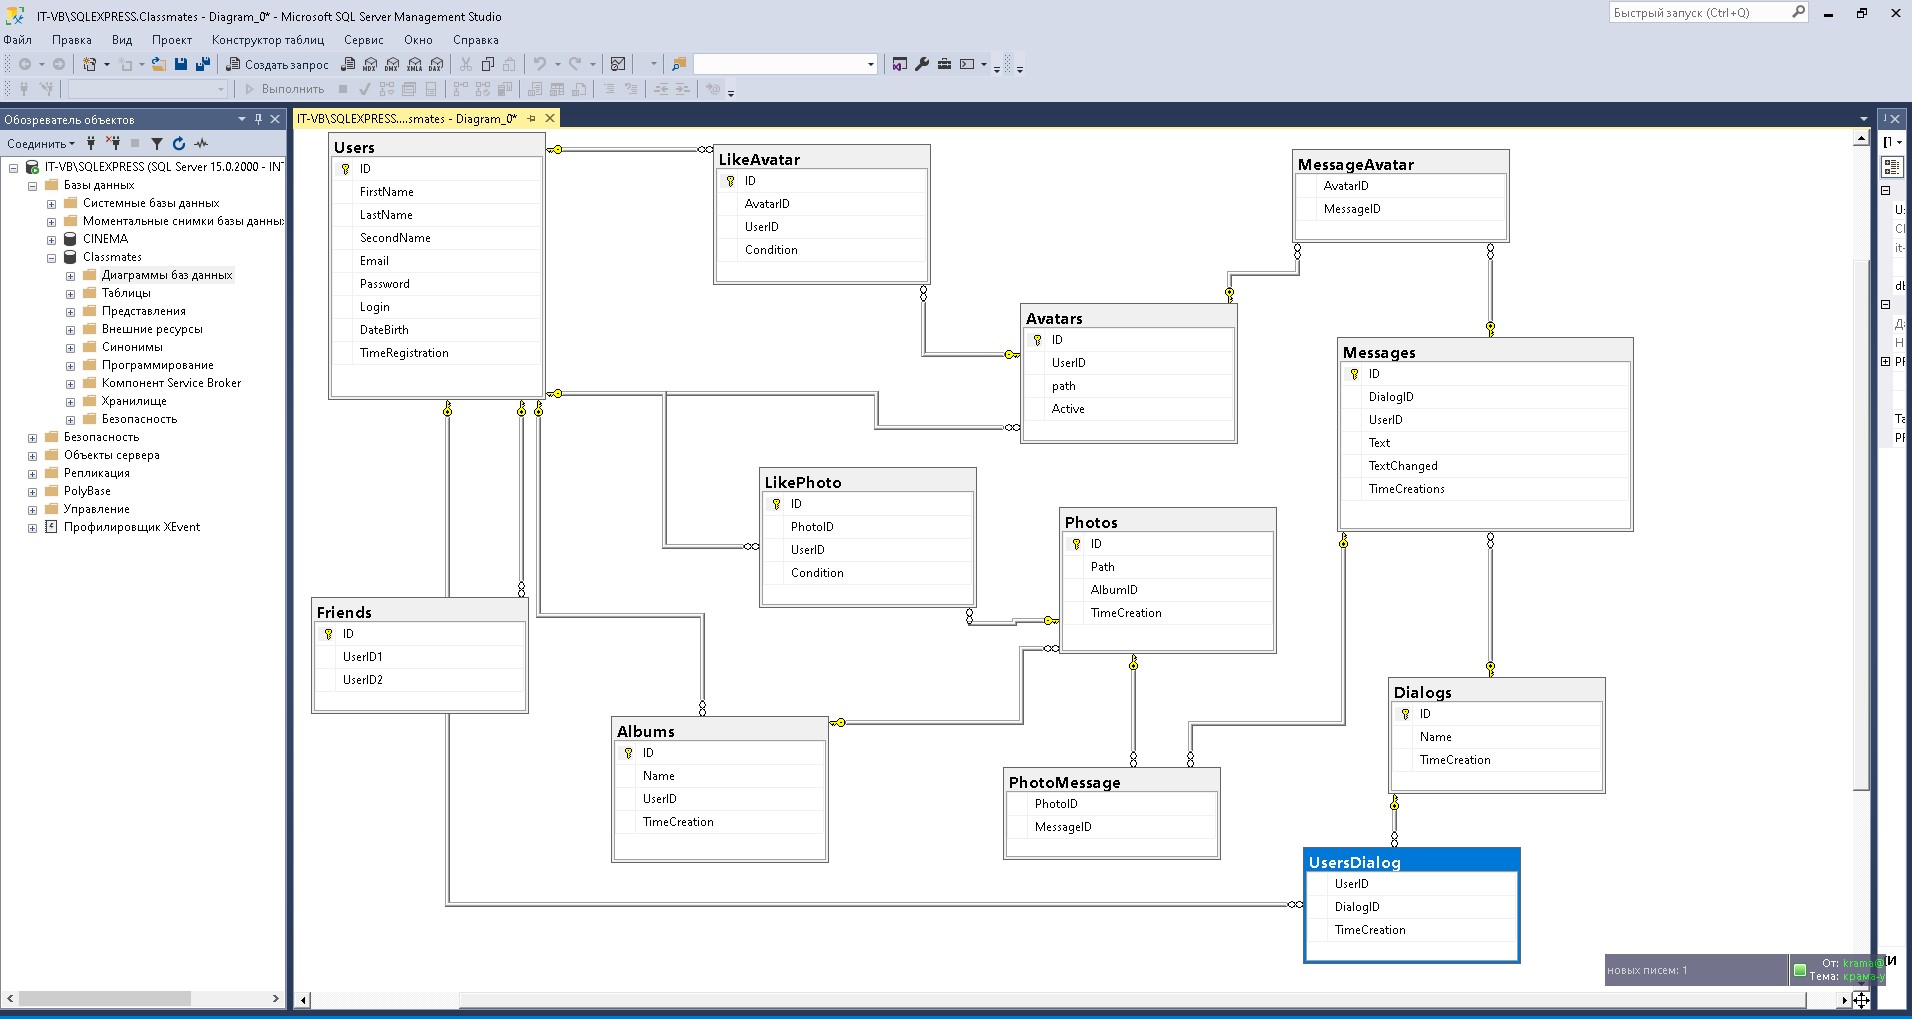 IT-VB\SQLEXPRESS.Classmates - Diagram_0* - Microsoft SQL Server Management Studio
Быстрый запуск (Ctrl+Q)
Файл Правка Вид Проект Конструктор таблиц Сервис Окно Справка
Создать запрос
MDX DMX XMLA DAX
Выполнить
Обозреватель объектов
Соединить
IT-VB\SQLEXPRESS (SQL Server 15.0.2000 - INT
Базы данных
Системные базы данных
Моментальные снимки базы данны
CINEMA
Classmates
Диаграммы баз данных
Таблицы
Представления
Внешние ресурсы
Синонимы
Программирование
Компонент Service Broker
Хранилище
Безопасность
Безопасность
Объекты сервера
Репликация
PolyBase
Управление
Профилировщик XEvent
IT-VB\SQLEXPRESS....smates - Diagram_0*
Users
ID
FirstName
LastName
SecondName
Email
Password
Login
DateBirth
TimeRegistration
LikeAvatar
ID
AvatarID
UserID
Condition
MessageAvatar
AvatarID
MessageID
Avatars
ID
UserID
path
Active
Messages
ID
DialogID
UserID
Text
TextChanged
TimeCreations
LikePhoto
ID
PhotoID
UserID
Condition
Photos
ID
Path
AlbumID
TimeCreation
Friends
ID
UserID1
UserID2
Albums
ID
Name
UserID
TimeCreation
PhotoMessage
PhotoID
MessageID
Dialogs
ID
Name
TimeCreation
UsersDialog
UserID
DialogID
TimeCreation
новых писем: 1
От: krama@
Тема: крама-у